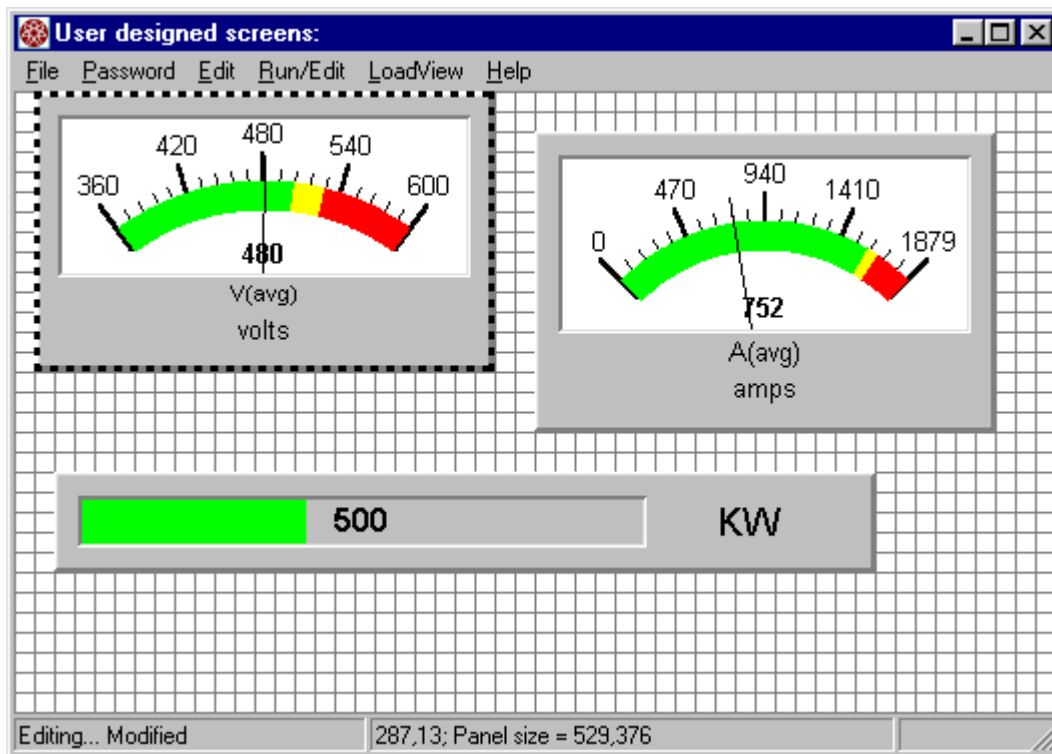 User designed screens:
File Password Edit Run/Edit LoadView Help
360 420 480 540 600
480
V(avg)
volts
0 470 940 1410 1879
752
A(avg)
amps
500 KW
Editing... Modified 287,13; Panel size = 529,376